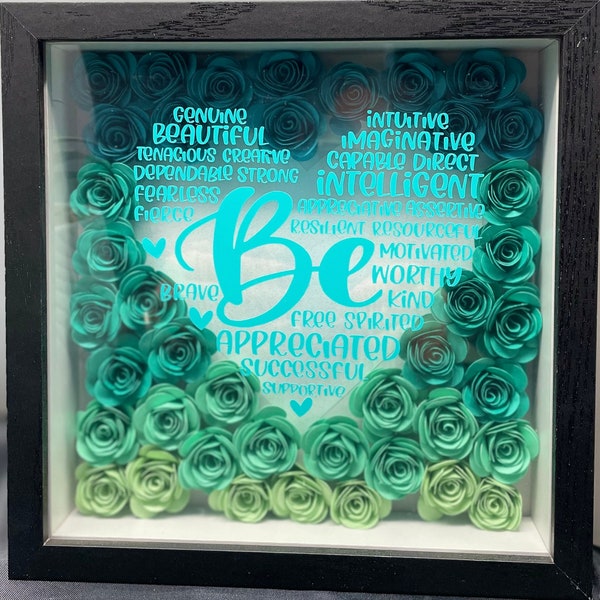 GENUINE
BEAUTIFUL
TENACIOUS CREATIVE
DEPENDABLE STRONG
FEARLESS
FIERCE
INTUITIVE
IMAGINATIVE
CAPABLE DIRECT
INTELLIGENT
APPRECIATIVE ASSERTIVE
RESILIENT RESOURCEFUL
Be
MOTIVATED
WORTHY
BRAVE
KIND
FREE SPIRITED
APPRECIATED
SUCCESSFUL
SUPPORTIVE